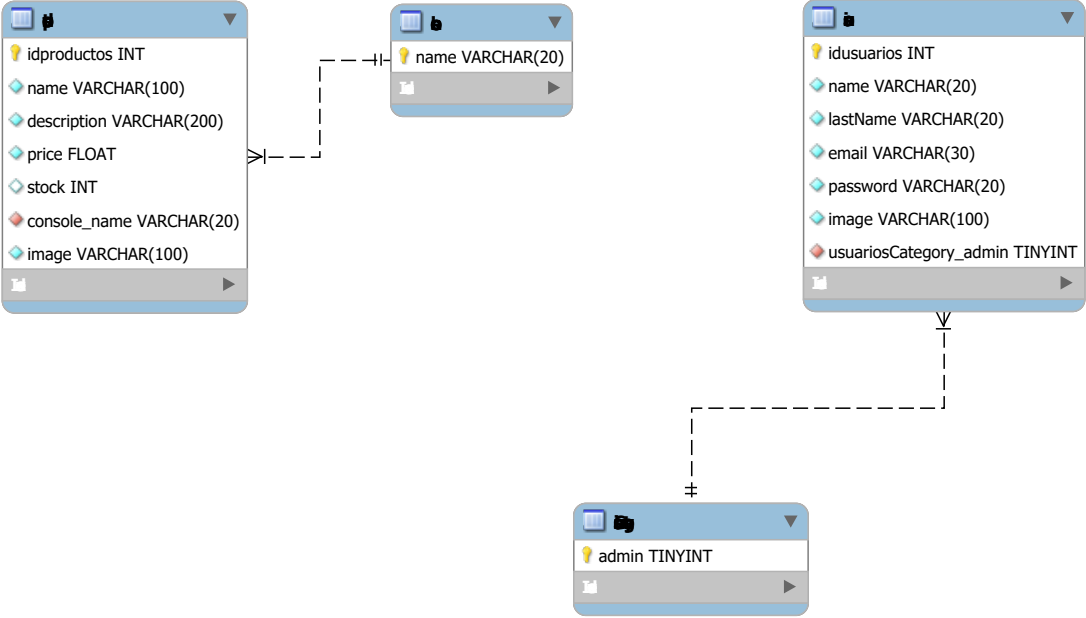 idproductos INT
name VARCHAR(100)
description VARCHAR(200)
price FLOAT
stock INT
console_name VARCHAR(20)
image VARCHAR(100)
name VARCHAR(20)
idusuarios INT
name VARCHAR(20)
lastName VARCHAR(20)
email VARCHAR(30)
password VARCHAR(20)
image VARCHAR(100)
usuariosCategory_admin TINYINT
admin TINYINT